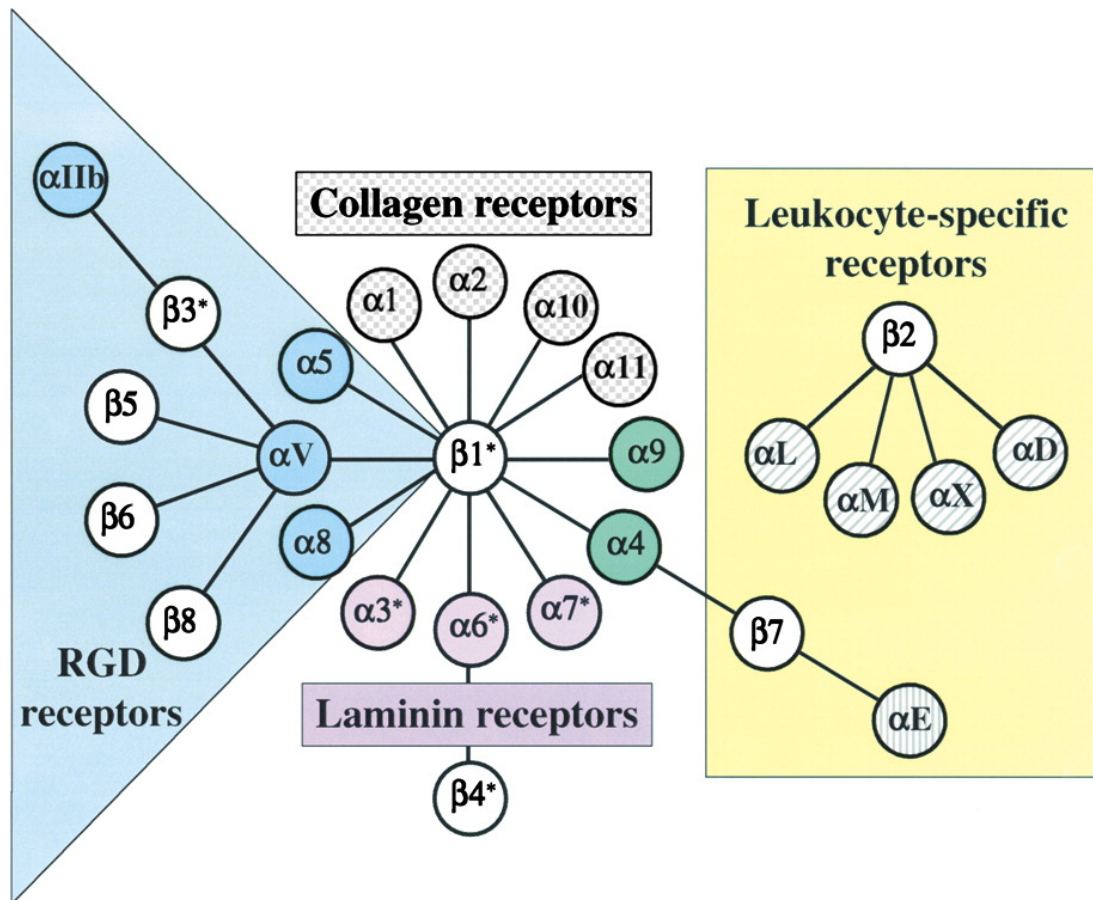 αIIb
β3*
β5
αV
β6
β8
RGD
receptors
α5
α8
Collagen receptors
α1
α2
α10
α11
β1*
α9
α4
α3*
α6*
α7*
Laminin receptors
β4*
Leukocyte-specific
receptors
β2
αL
αM
αX
αD
β7
αE